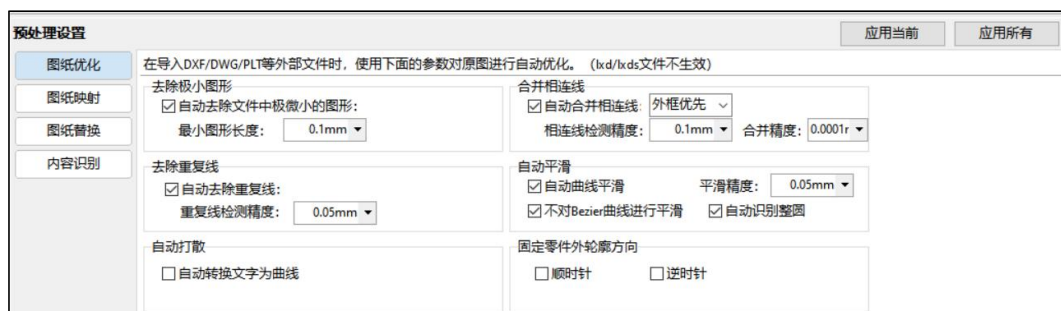 预处理设置
应用当前 应用所有
图纸优化
图纸映射
图纸替换
内容识别
在导入DXF/DWG/PLT等外部文件时，使用下面的参数对原图进行自动优化。（lxd/lxds文件不生效）
去除极小图形
自动去除文件中极微小的图形：
最小图形长度： 0.1mm
合并相连线
自动合并相连线： 外框优先
相连线检测精度： 0.1mm 合并精度： 0.0001r
去除重复线
自动去除重复线：
重复线检测精度： 0.05mm
自动平滑
自动曲线平滑 平滑精度： 0.05mm
不对Bezier曲线进行平滑 自动识别整圆
自动打散
自动转换文字为曲线
固定零件外轮廓方向
顺时针 逆时针